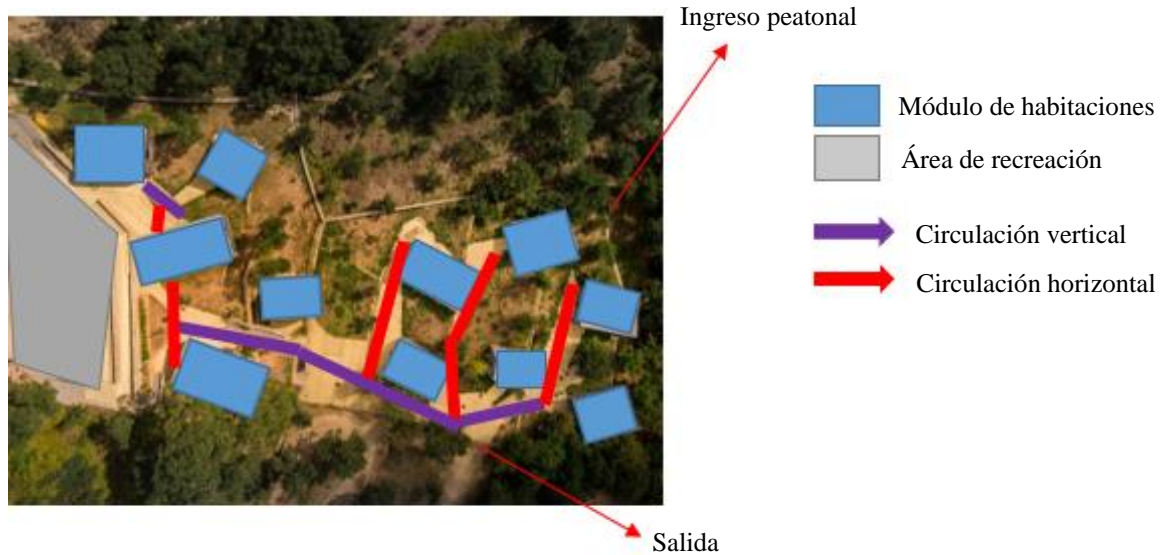 Ingreso peatonal
Módulo de habitaciones
Área de recreación
Circulación vertical
Circulación horizontal
Salida